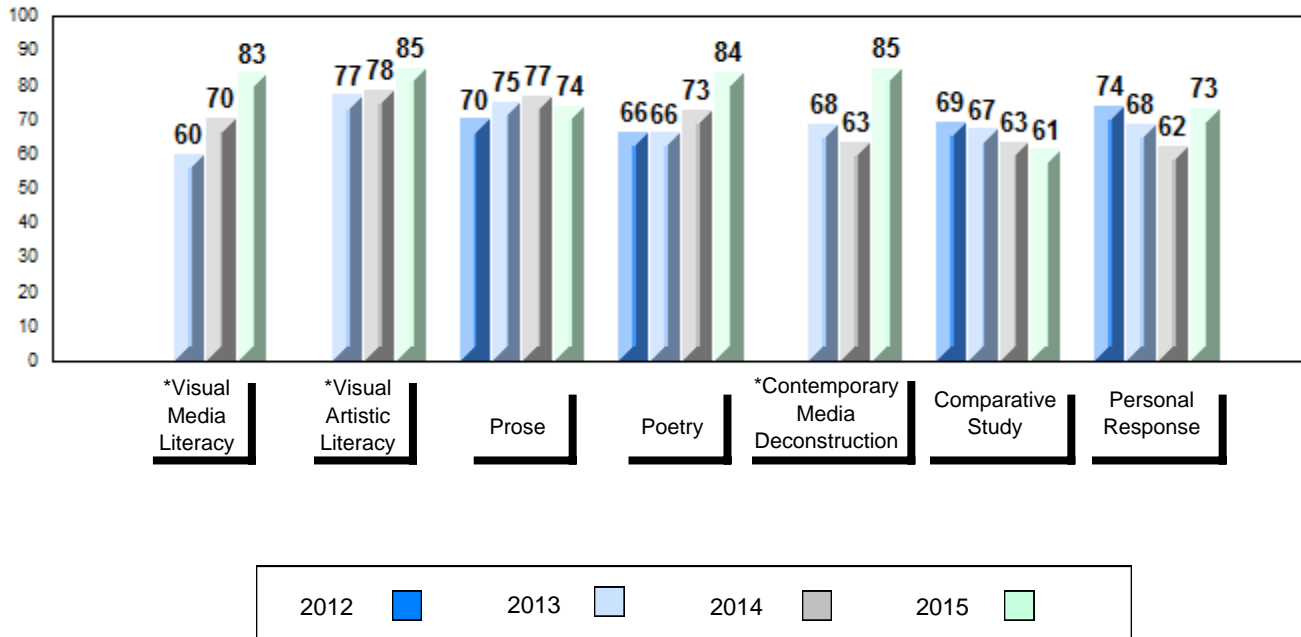 100
90
80
70
60
50
40
30
20
10
0
60 70 83
77 78 85
70 75 77 74
66 66 73 84
68 63 85
69 67 63 61
74 68 62 73
*Visual
Media
Literacy
*Visual
Artistic
Literacy
Prose
Poetry
*Contemporary
Media
Deconstruction
Comparative
Study
Personal
Response
2012 2013 2014 2015